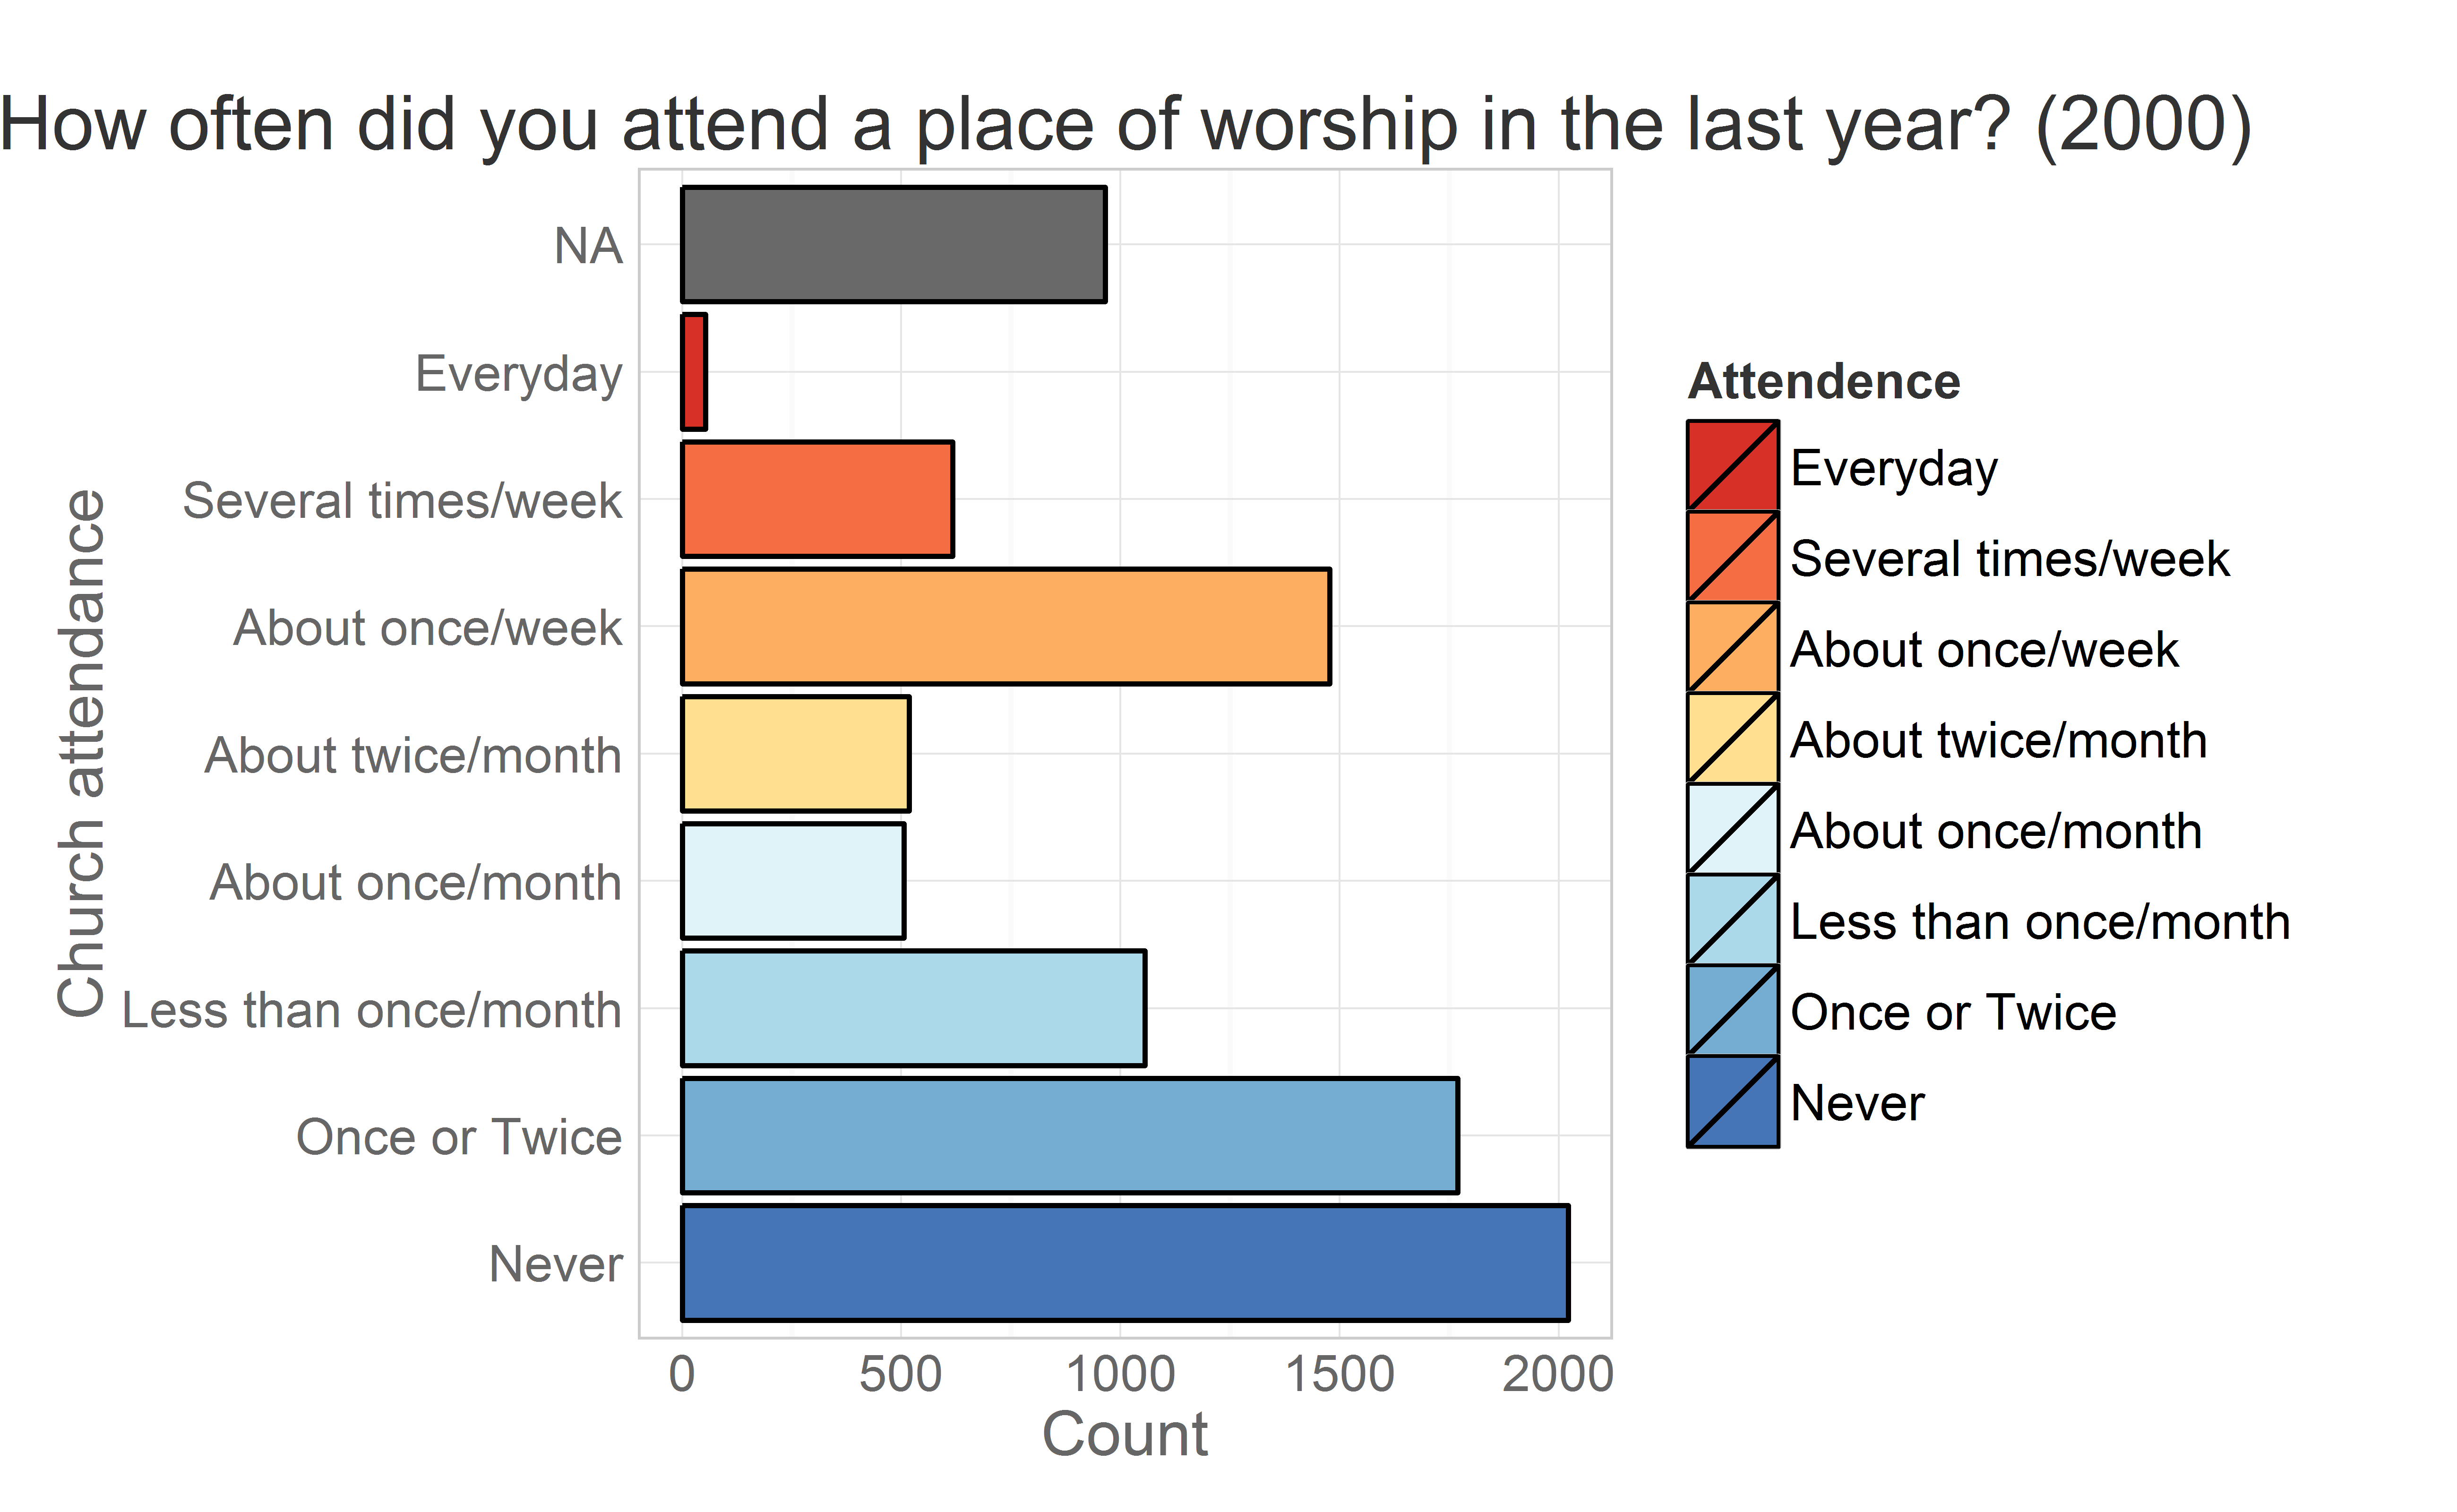 How often did you attend a place of worship in the last year? (2000)
Church attendance
NA
Everyday
Several times/week
About once/week
About twice/month
About once/month
Less than once/month
Once or Twice
Never
0 500 1000 1500 2000
Count
Attendence
Everyday
Several times/week
About once/week
About twice/month
About once/month
Less than once/month
Once or Twice
Never